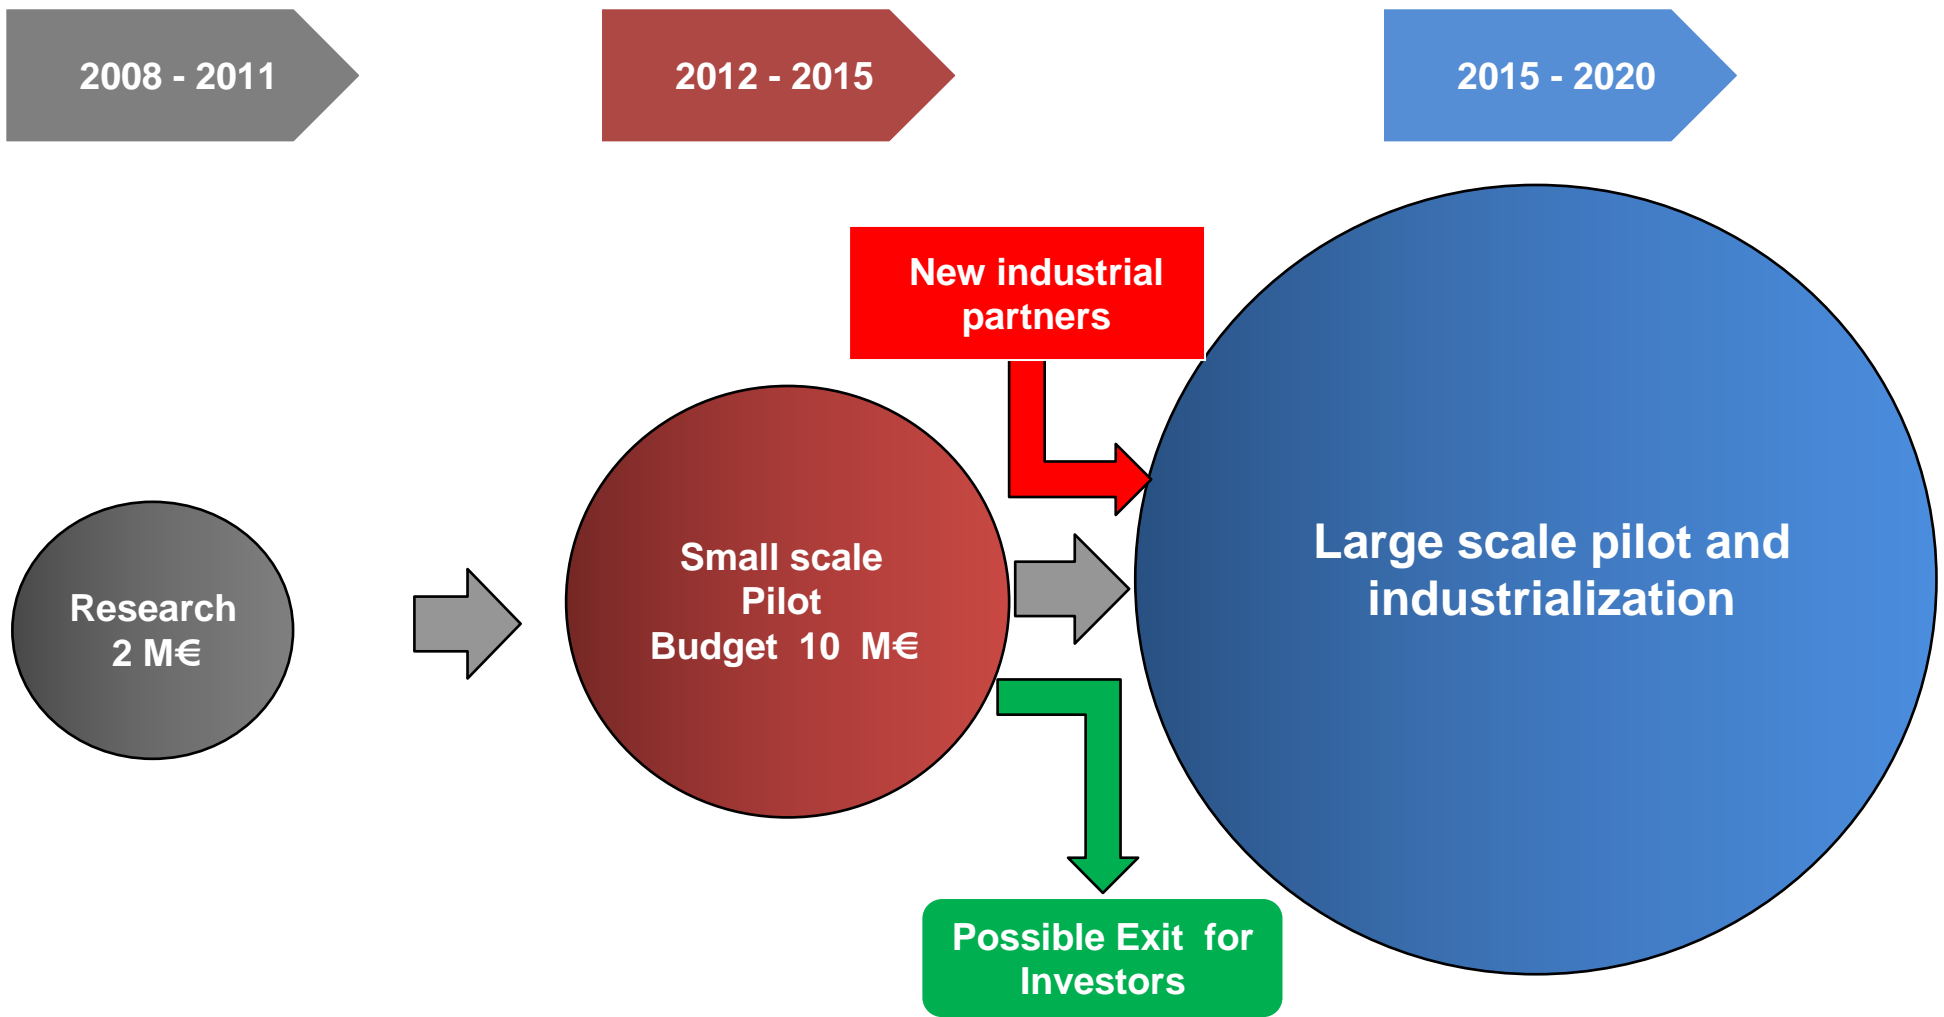 2008 - 2011
2012 - 2015
2015 - 2020
New industrial
partners
Research
2 M€
Small scale
Pilot
Budget 10 M€
Large scale pilot and
industrialization
Possible Exit for
Investors